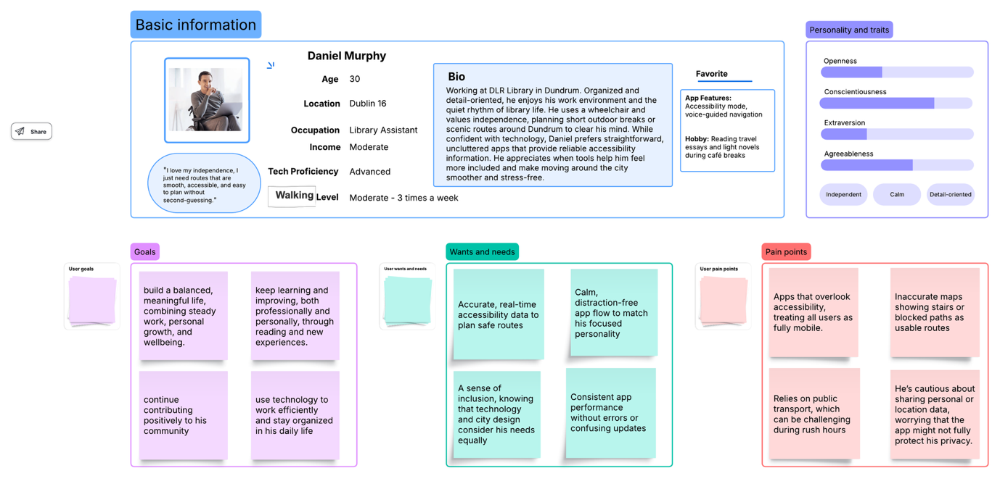 Basic information
Share
Daniel Murphy
Age 30
Location Dublin 16
Occupation Library Assistant
Income Moderate
Tech Proficiency Advanced
Walking Level Moderate - 3 times a week
"I love my independence, I
just need routes that are
smooth, accessible, and easy
to plan without
second-guessing."
Bio
Working at DLR Library in Dundrum. Organized and
detail-oriented, he enjoys his work environment and the
quiet rhythm of library life. He uses a wheelchair and
values independence, planning short outdoor breaks or
scenic routes around Dundrum to clear his mind. While
confident with technology, Daniel prefers straightforward,
uncluttered apps that provide reliable accessibility
information. He appreciates when tools help him feel
more included and make moving around the city
smoother and stress-free.
Favorite
App Features:
Accessibility mode,
voice-guided navigation
Hobby: Reading travel
essays and light novels
during café breaks
Personality and traits
Openness
Conscientiousness
Extraversion
Agreeableness
Independent
Calm
Detail-oriented
User goals
Goals
build a balanced,
meaningful life,
combining steady
work, personal
growth, and
wellbeing.
keep learning and
improving, both
professionally and
personally, through
reading and new
experiences.
continue
contributing
positively to his
community
use technology to
work efficiently
and stay organized
in his daily life
User wants and needs
Wants and needs
Accurate, real-time
accessibility data to
plan safe routes
Calm,
distraction-free
app flow to match
his focused
personality
A sense of
inclusion, knowing
that technology
and city design
consider his needs
equally
Consistent app
performance
without errors or
confusing updates
User pain points
Pain points
Apps that overlook
accessibility,
treating all users as
fully mobile.
Inaccurate maps
showing stairs or
blocked paths as
usable routes
Relies on public
transport, which
can be challenging
during rush hours
He's cautious about
sharing personal or
location data,
worrying that the
app might not fully
protect his privacy.